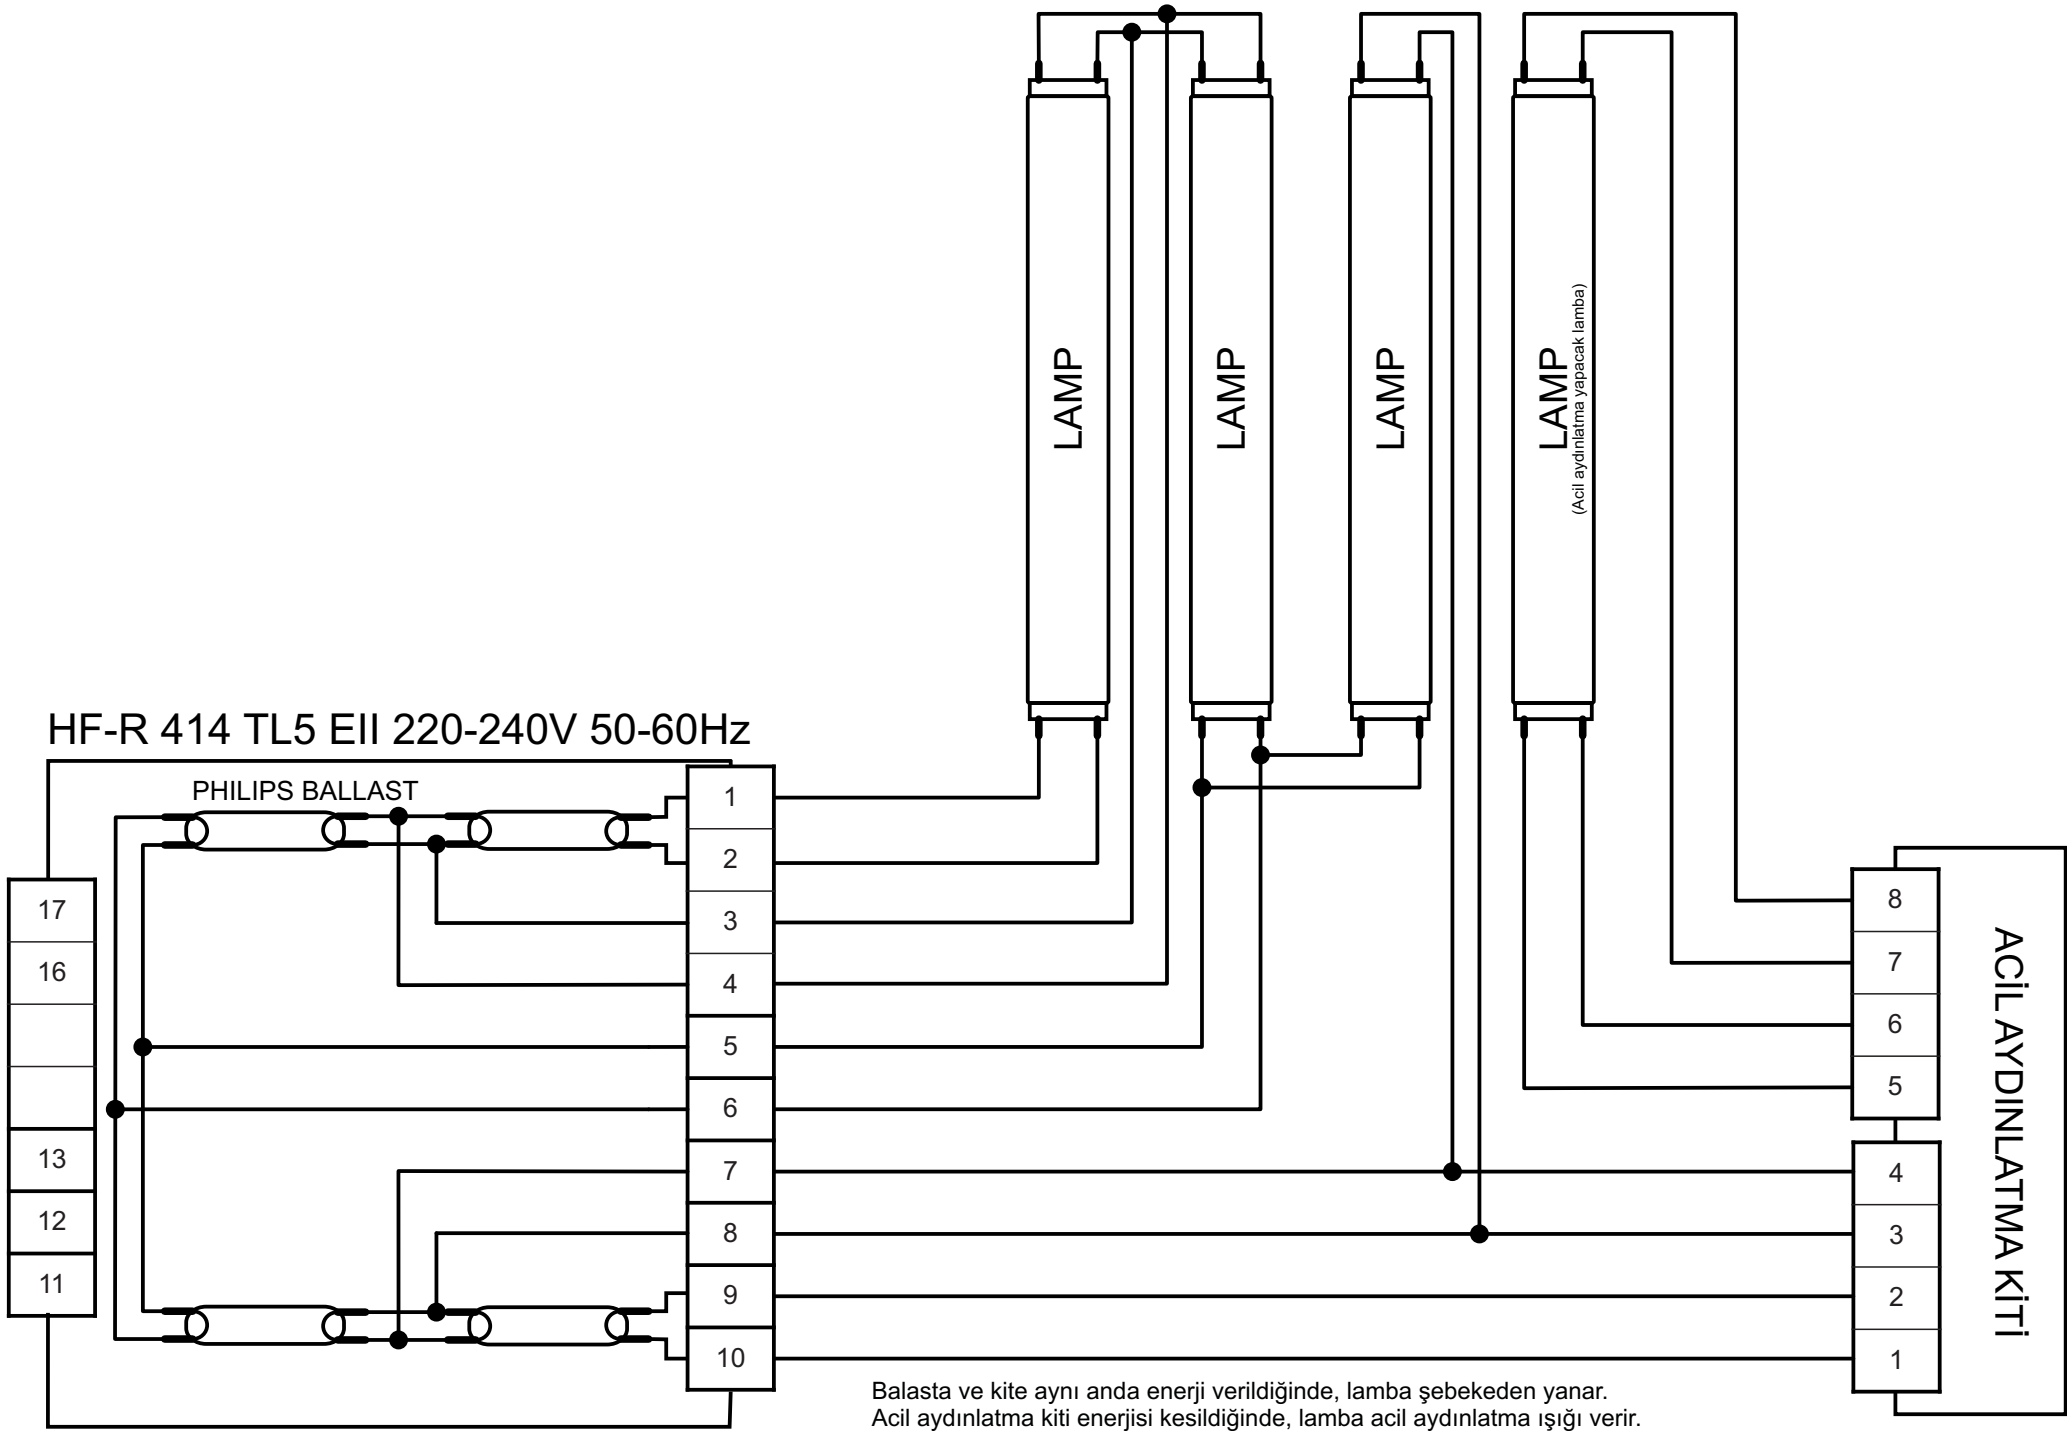 LAMP
LAMP
LAMP
LAMP
(Acil aydınlatma yapacak lamba)
HF-R 414 TL5 EII 220-240V 50-60Hz
PHILIPS BALLAST
17
16
13
12
11
1
2
3
4
5
6
7
8
9
10
8
7
6
5
4
3
2
1
ACİL AYDINLATMA KİTİ
Balasta ve kite aynı anda enerji verildiğinde, lamba şebekeden yanar.
Acil aydınlatma kiti enerjisi kesildiğinde, lamba acil aydınlatma ışığı verir.